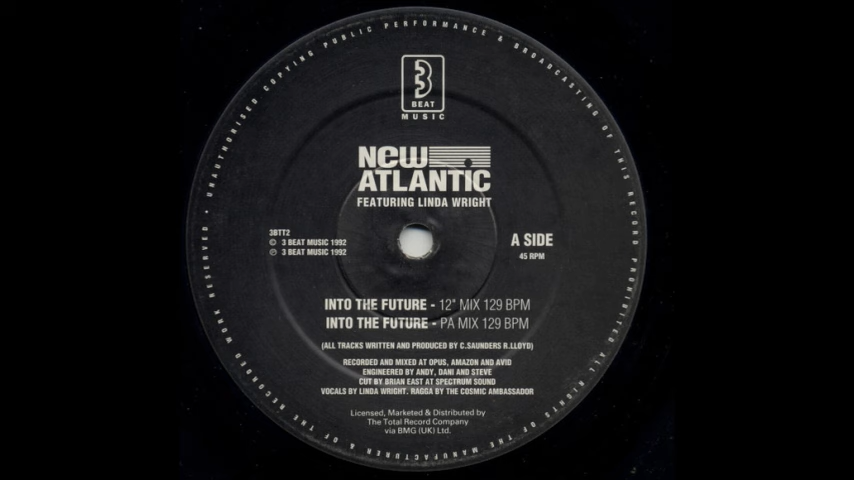 3
BEAT
MUSIC
NEW
ATLANTIC
FEATURING LINDA WRIGHT
3BTT2
© 3 BEAT MUSIC 1992
℗ 3 BEAT MUSIC 1992
A SIDE
45 RPM
INTO THE FUTURE - 12" MIX 129 BPM
INTO THE FUTURE - PA MIX 129 BPM
(ALL TRACKS WRITTEN AND PRODUCED BY C.SAUNDERS R.LLOYD)
RECORDED AND MIXED AT OPUS, AMAZON AND AVID
ENGINEERED BY ANDY, DANI AND STEVE
CUT BY BRIAN EAST AT SPECTRUM SOUND
VOCALS BY LINDA WRIGHT. RAGGA BY THE COSMIC AMBASSADOR
Licensed, Marketed & Distributed by
The Total Record Company
via BMG (UK) Ltd.
• UNAUTHORISED COPYING PUBLIC PERFORMANCE & BROADCASTING OF THIS RECORD PROHIBITED ALL RIGHTS OF THE MANUFACTURER & OF THE RECORDED WORK RESERVED